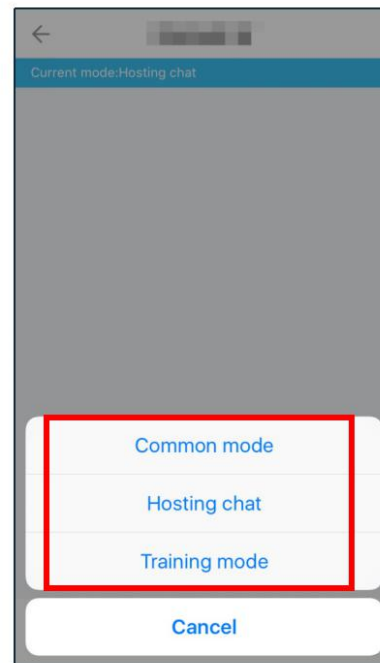 Current mode:Hosting chat
Common mode
Hosting chat
Training mode
Cancel